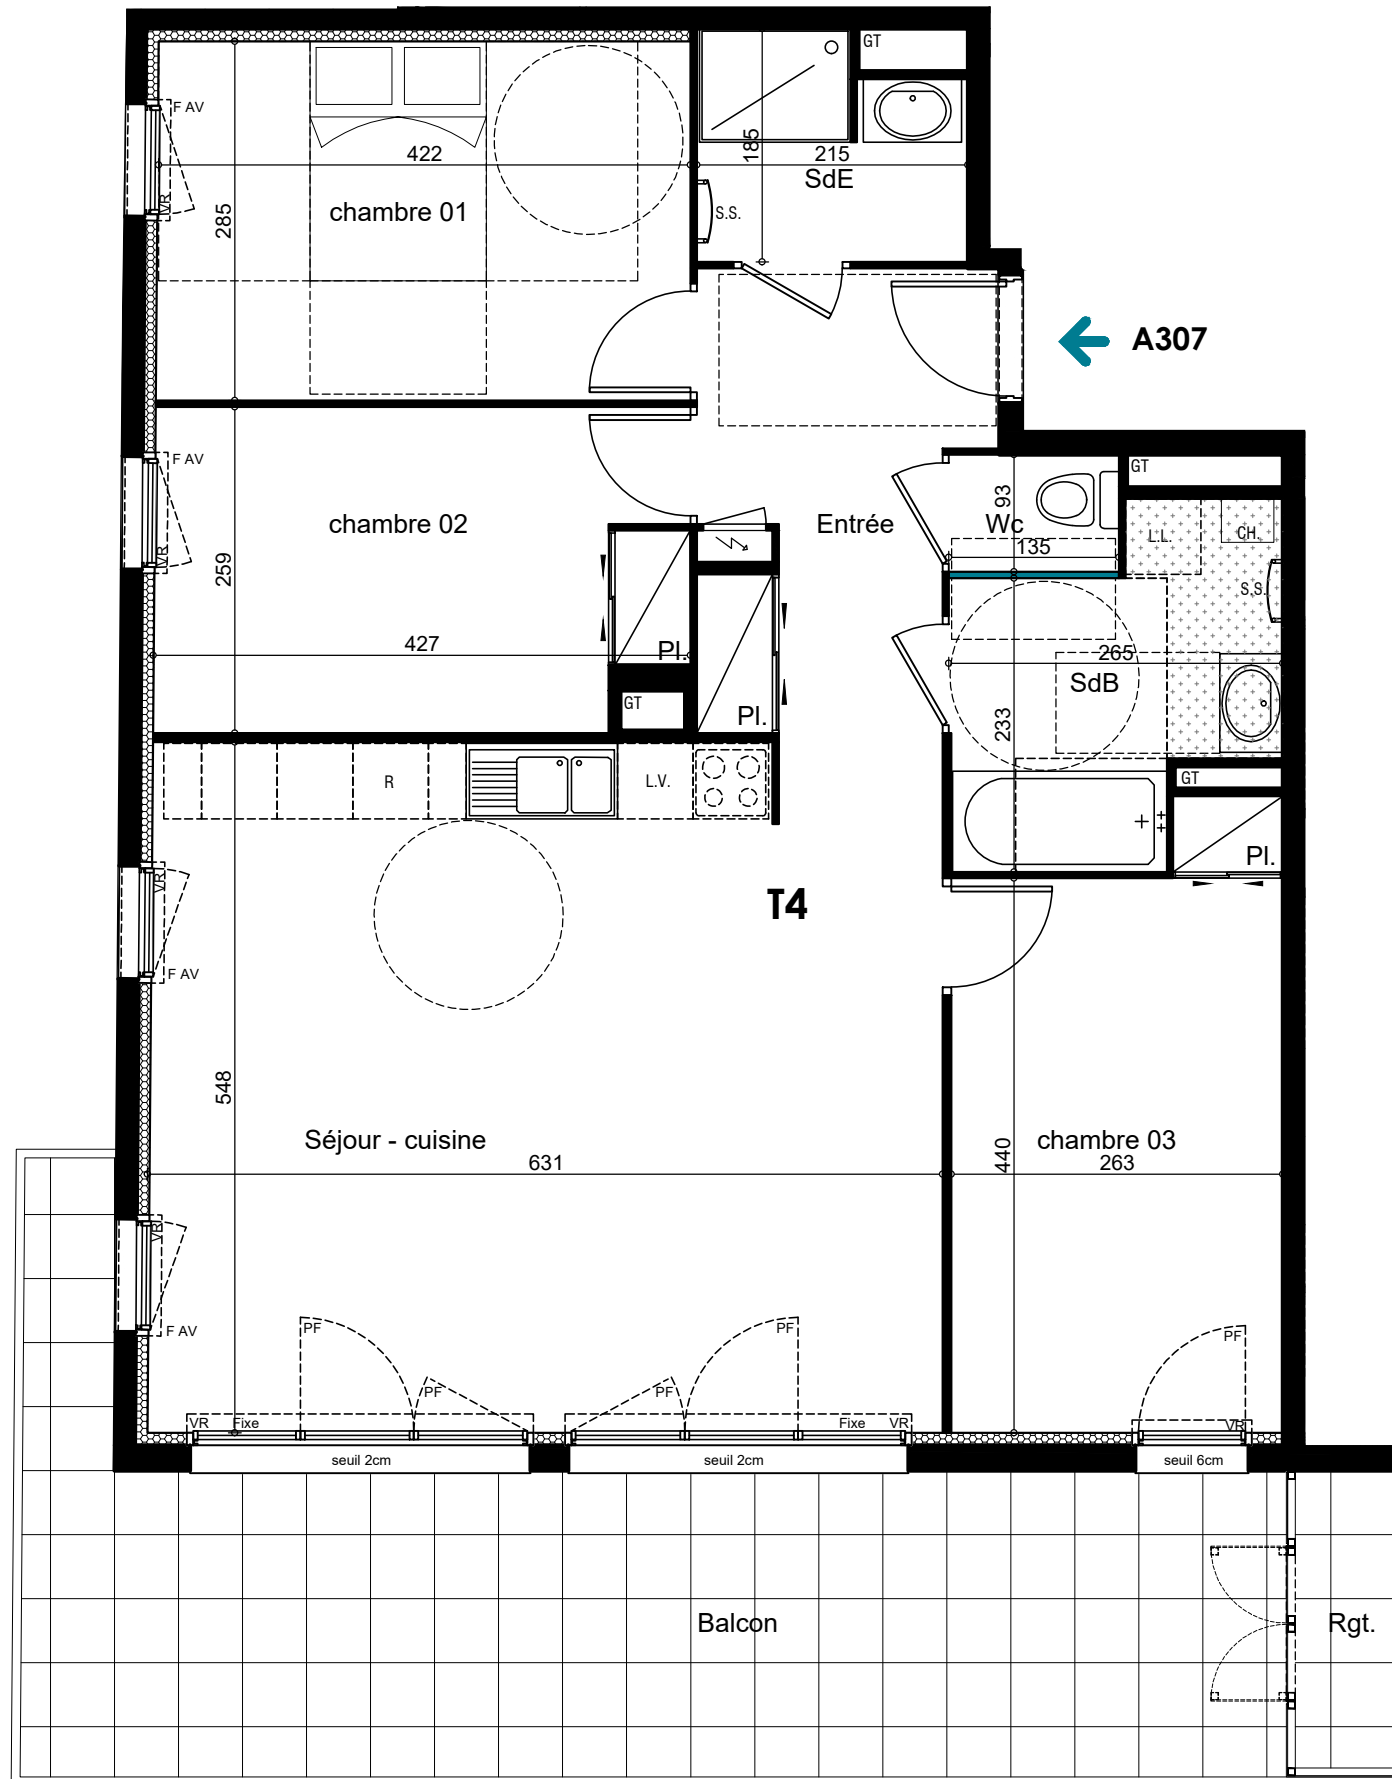 GT
F AV
422
185
215
SdE
VR
S.S.
chambre 01
285
A307
F AV
GT
chambre 02
Entrée
93
Wc
L.L.
CH.
VR
135
259
S.S.
427
Pl.
265
SdB
GT
Pl.
233
R
L.V.
GT
VR
Pl.
T4
F AV
548
Séjour - cuisine
440
chambre 03
631
263
VR
F AV
PF
PF
PF
PF
PF
VR
Fixe
Fixe
VR
VR
seuil 2cm
seuil 2cm
seuil 6cm
Balcon
Rgt.